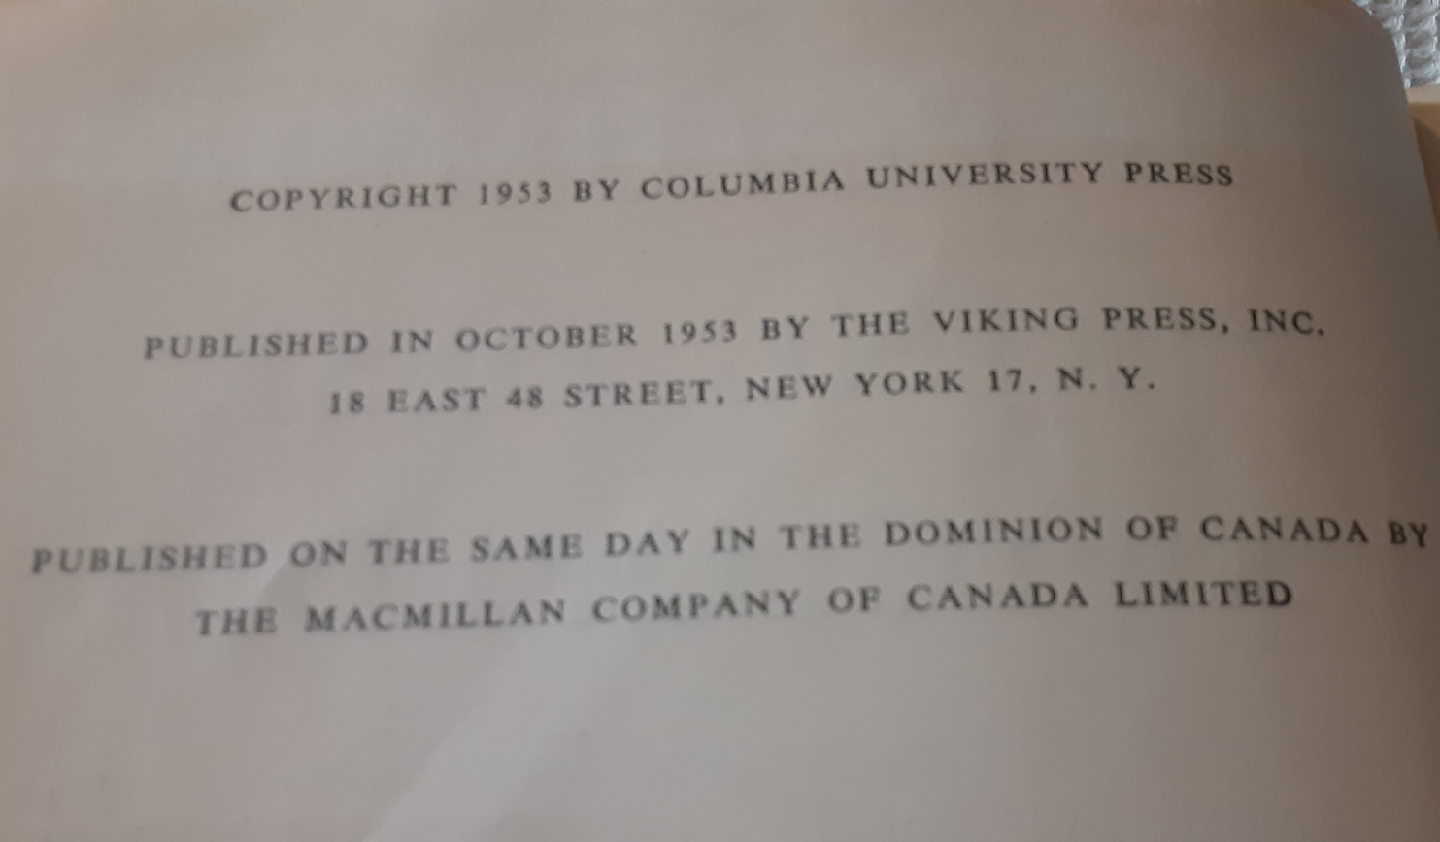 COPYRIGHT 1953 BY COLUMBIA UNIVERSITY PRESS
PUBLISHED IN OCTOBER 1953 BY THE VIKING PRESS, INC.
18 EAST 48 STREET, NEW YORK 17, N. Y.
PUBLISHED ON THE SAME DAY IN THE DOMINION OF CANADA BY
THE MACMILLAN COMPANY OF CANADA LIMITED